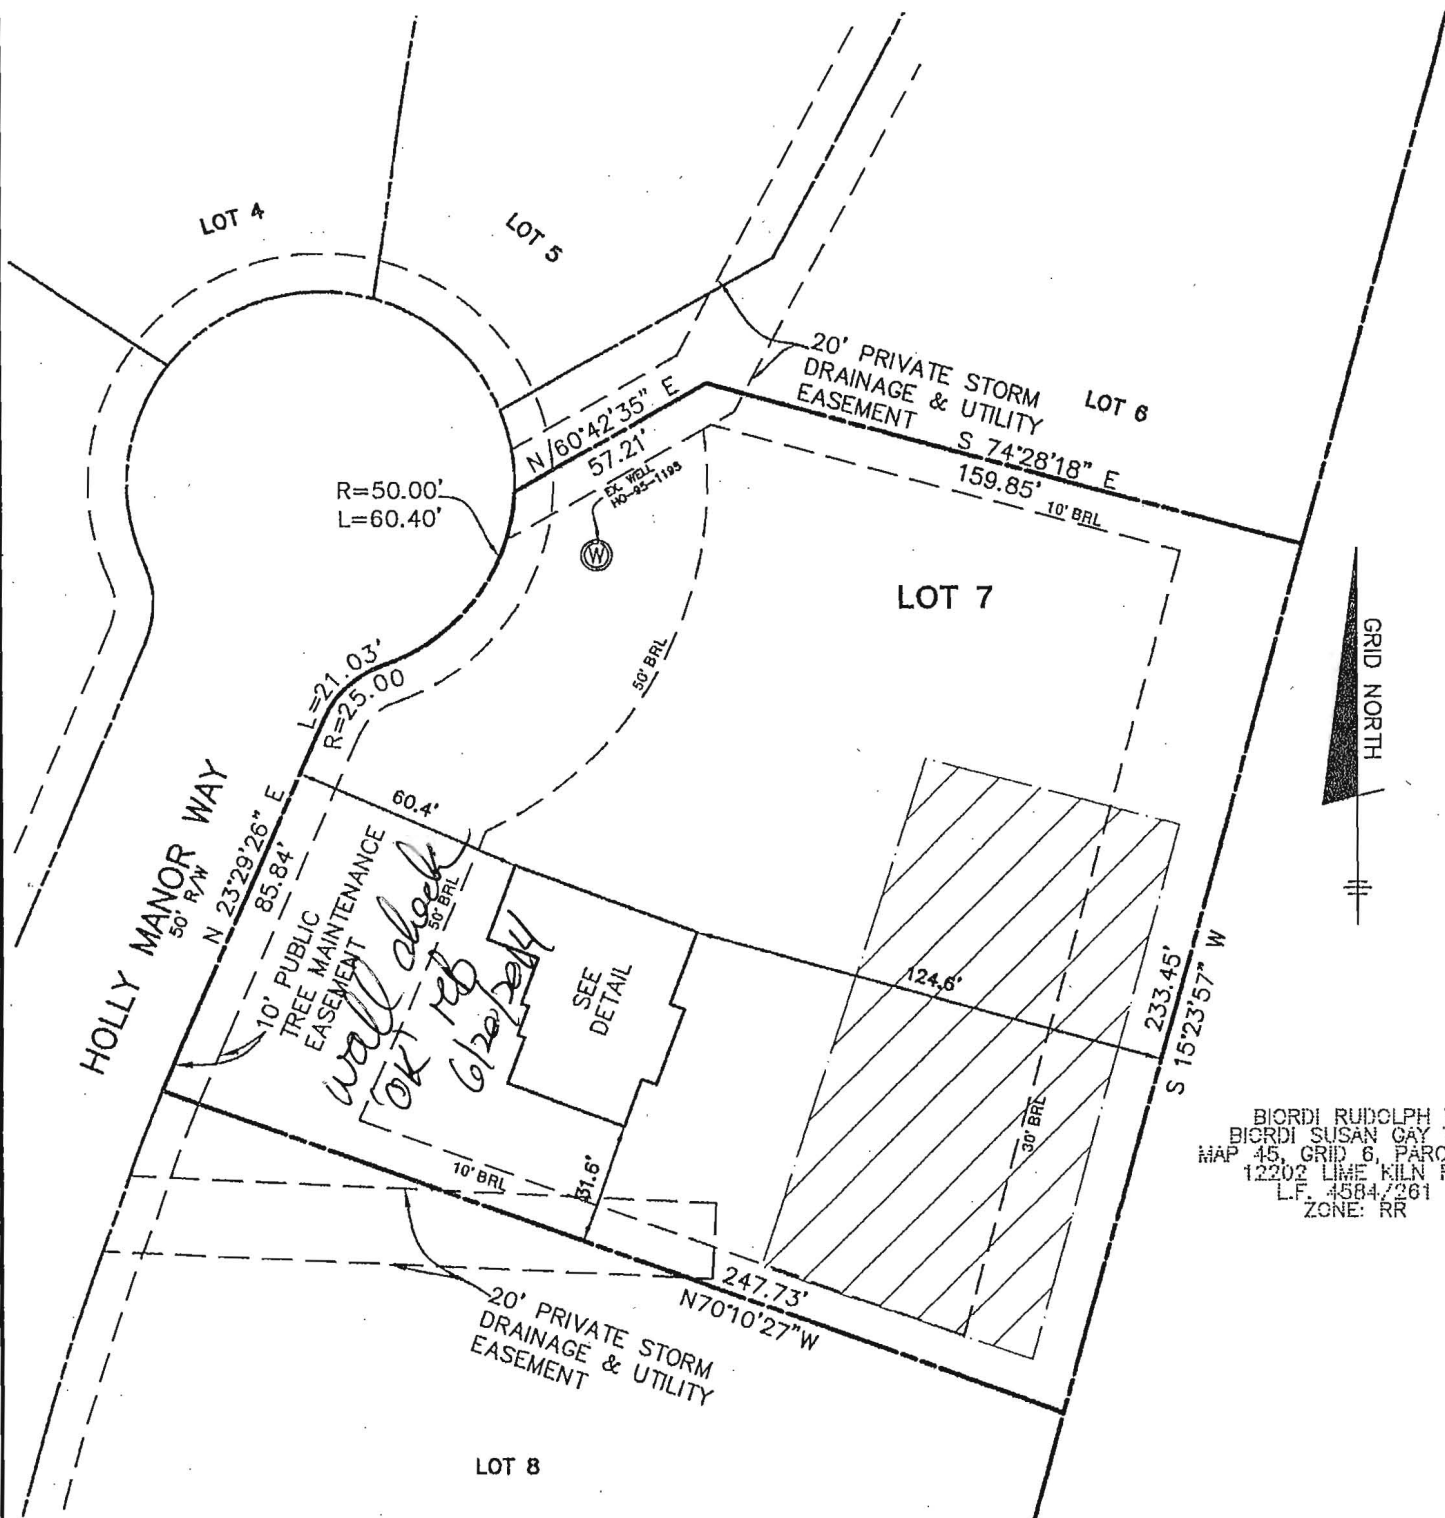 LOT 4
LOT 5
20' PRIVATE STORM
DRAINAGE & UTILITY
EASEMENT
LOT 6
N 60°42'35" E
57.21'
EX. WELL
HO-95-1195
W
S 74°28'18" E
159.85'
10' BRL
R=50.00'
L=60.40'
LOT 7
GRID NORTH
50' BRL
L=21.03'
R=25.00
60.4'
HOLLY MANOR WAY
50' R/W
N 23°29'26" E
85.84'
10' PUBLIC
TREE MAINTENANCE
EASEMENT
50' BRL
wall check
OK
6/20/2014
SEE
DETAIL
124.6'
233.45'
S 15°23'57" W
30' BRL
BIORDI RUDOLPH
BIORDI SUSAN GAY
MAP 45, GRID 6, PARC
12202 LIME KILN
L.F. 4584/261
ZONE: RR
10' BRL
31.6'
247.73'
N70°10'27"W
20' PRIVATE STORM
DRAINAGE & UTILITY
EASEMENT
LOT 8